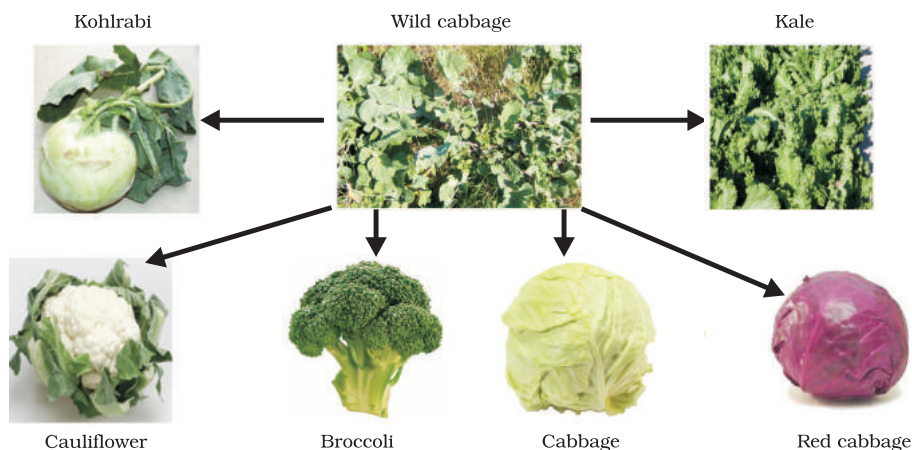 Kohlrabi
Wild cabbage
Kale
Cauliflower
Broccoli
Cabbage
Red cabbage